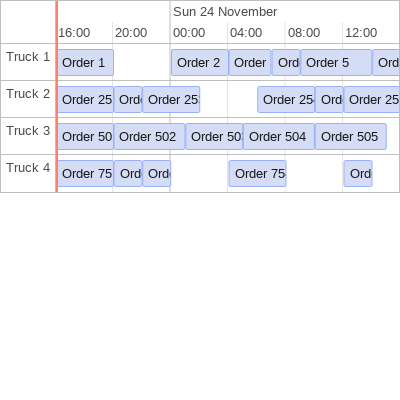 Sun 24 November
16:00 20:00 00:00 04:00 08:00 12:00
Truck 1 Order 1 Order 2 Order Ord Order 5 Ord
Truck 2 Order 25 Ord Order 25 Order 25 Ord Order 25
Truck 3 Order 50 Order 502 Order 50 Order 504 Order 505
Truck 4 Order 75 Ord Ord Order 75 Ord